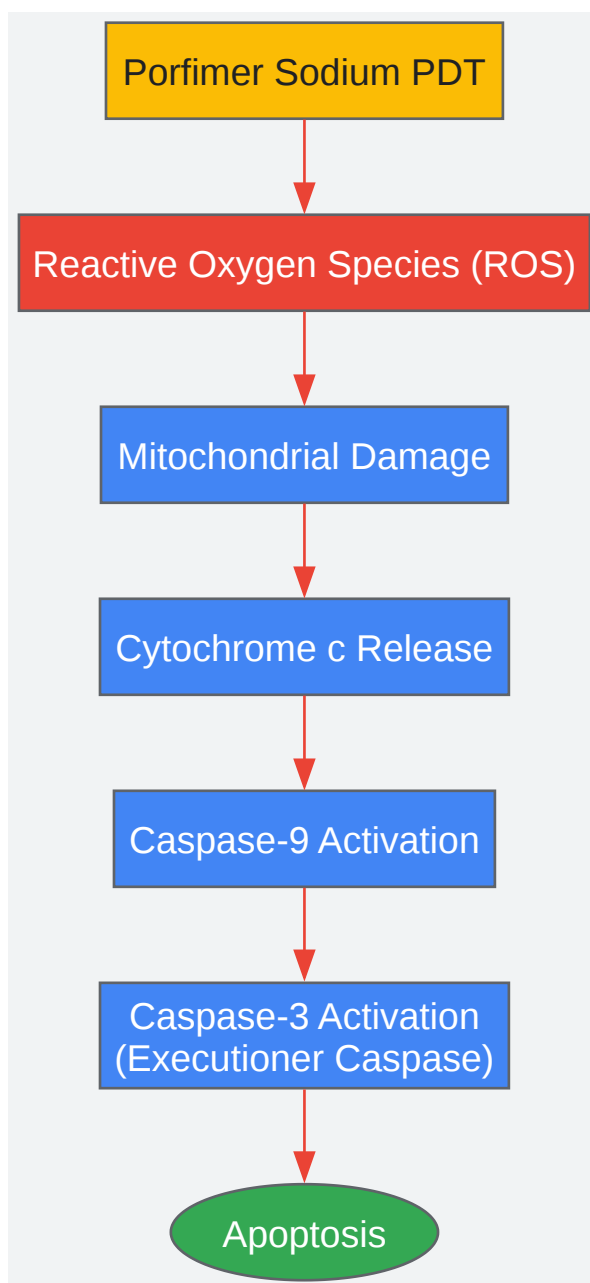 Porfimer Sodium PDT
Reactive Oxygen Species (ROS)
Mitochondrial Damage
Cytochrome c Release
Caspase-9 Activation
Caspase-3 Activation
(Executioner Caspase)
Apoptosis